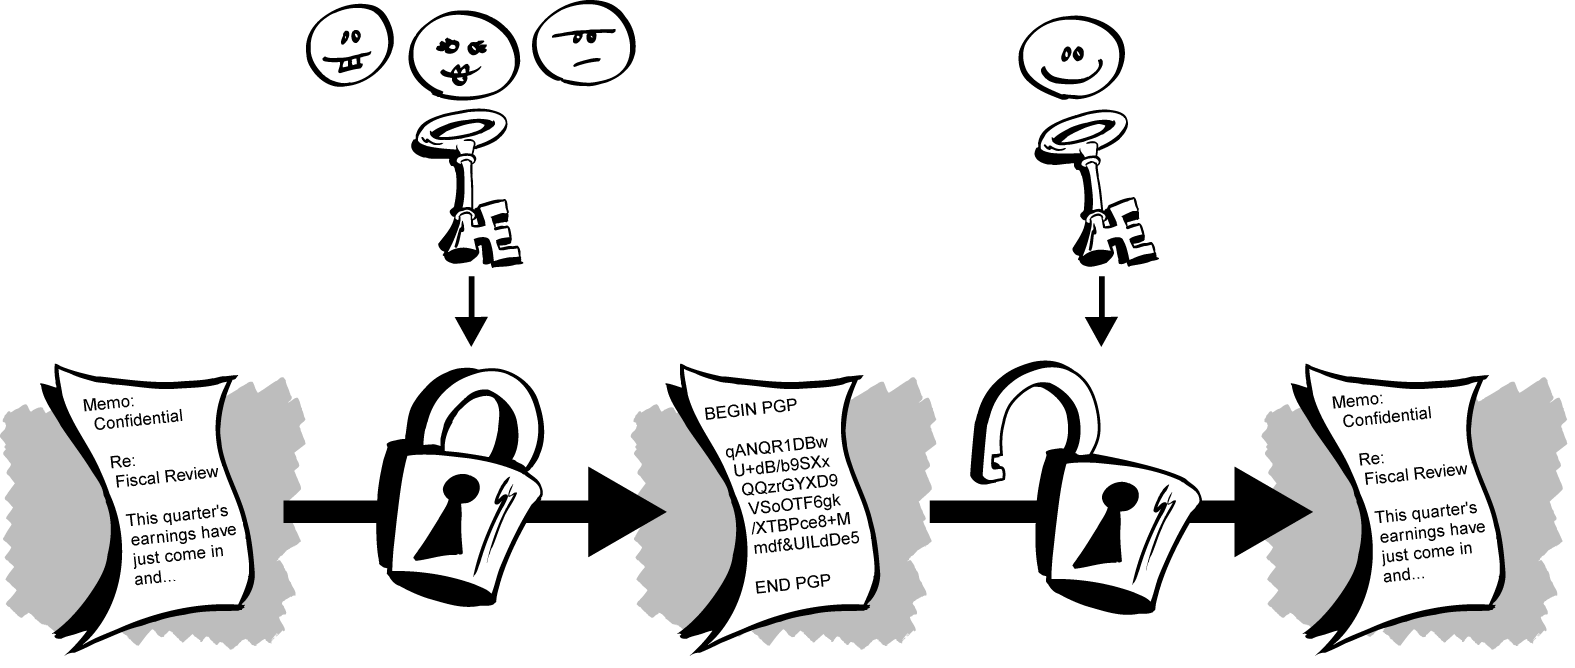 Memo:
Confidential
Re:
Fiscal Review
This quarter's
earnings have
just come in
and...
BEGIN PGP
qANQR1DBw
U+dB/b9SXx
QQzrGYXD9
VSoOTF6gk
/XTBPce8+M
mdf&UILdDe5
END PGP
Memo:
Confidential
Re:
Fiscal Review
This quarter's
earnings have
just come in
and...